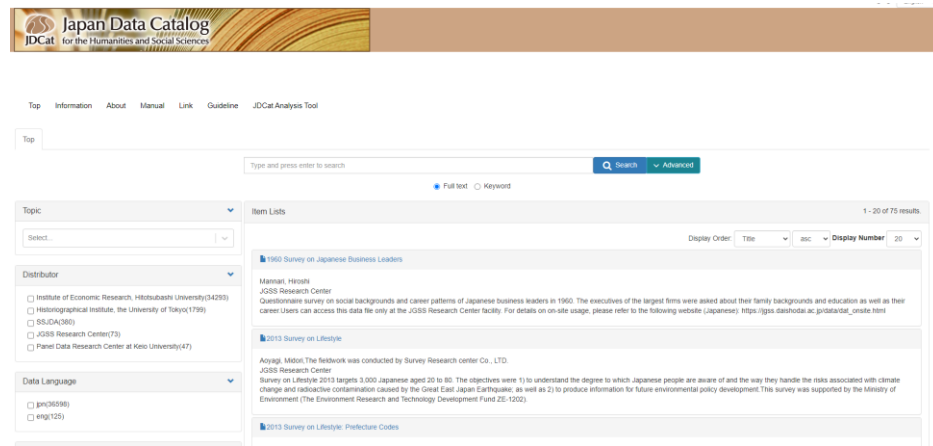 JDCat
Japan Data Catalog
for the Humanities and Social Sciences
Top Information About Manual Link Guideline JDCat Analysis Tool
Top
Type and press enter to search
Search
Advanced
Full text Keyword
Topic
Select...
Distributor
Institute of Economic Research, Hitotsubashi University(34293)
Historiographical Institute, the University of Tokyo(1799)
SSJDA(360)
JGSS Research Center(73)
Panel Data Research Center at Keio University(47)
Data Language
jpn(36598)
eng(125)
Item Lists 1 - 20 of 75 results.
Display Order: Title asc Display Number 20
1960 Survey on Japanese Business Leaders
Mannari, Hiroshi
JGSS Research Center
Questionnaire survey on social backgrounds and career patterns of Japanese business leaders in 1960. The executives of the largest firms were asked about their family backgrounds and education as well as their
career.Users can access this data file only at the JGSS Research Center facility. For details on on-site usage, please refer to the following website (Japanese): https://jgss.daishodai.ac.jp/data/dat_onsite.html
2013 Survey on Lifestyle
Aoyagi, Midori,The fieldwork was conducted by Survey Research center Co., LTD.
JGSS Research Center
Survey on Lifestyle 2013 targets 3,000 Japanese aged 20 to 80. The objectives were 1) to understand the degree to which Japanese people are aware of and the way they handle the risks associated with climate
change and radioactive contamination caused by the Great East Japan Earthquake, as well as 2) to produce information for future environmental policy development.This survey was supported by the Ministry of
Environment (The Environment Research and Technology Development Fund ZE-1202).
2013 Survey on Lifestyle: Prefecture Codes